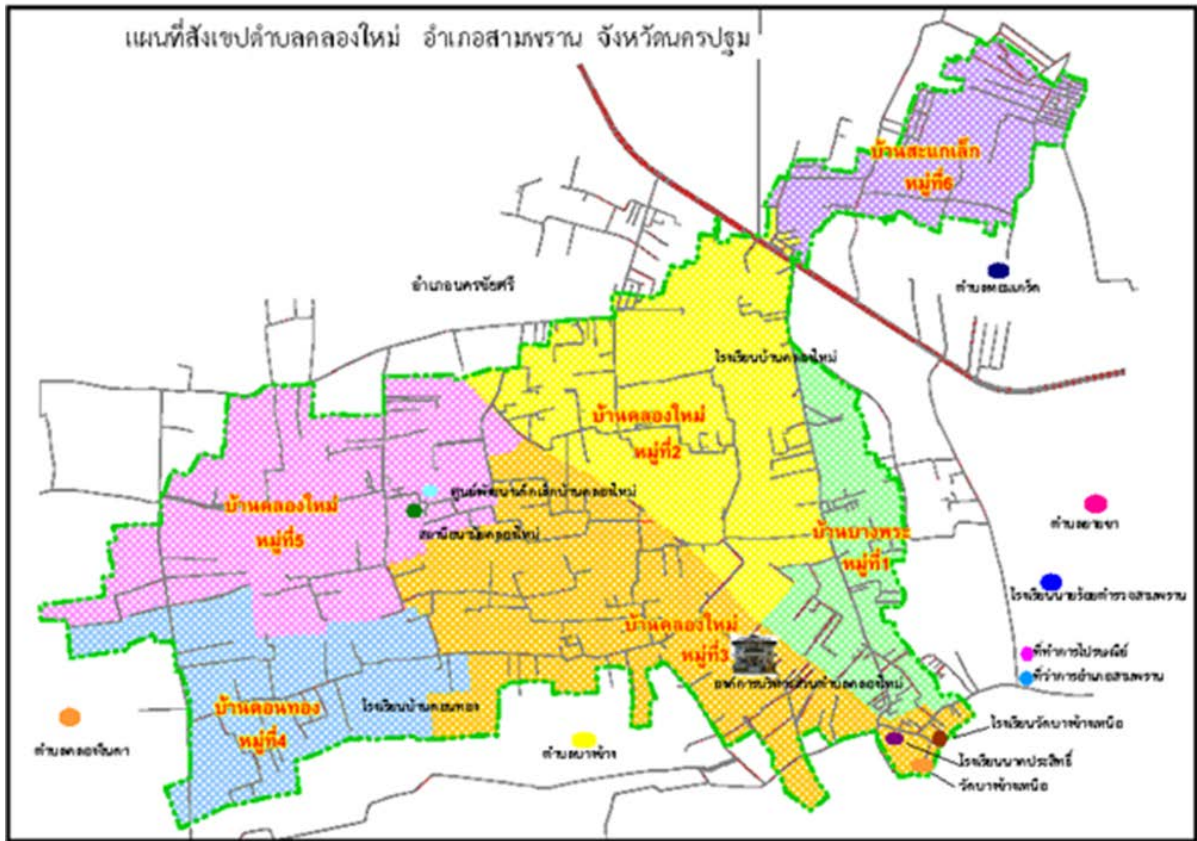 แผนที่สังเขปตำบลคลองใหม่ อำเภอสามพราน จังหวัดนครปฐม
บ้านสะแกเล็ก
หมู่ที่6
อำเภอนครชัยศรี
โรงเรียนบ้านคลองใหม่
บ้านคลองใหม่
หมู่ที่2
ศูนย์พัฒนาเด็กเล็กบ้านคลองใหม่
บ้านคลองใหม่
หมู่ที่5
สถานีอนามัยคลองใหม่
ตำบลยายชา
บ้านบางพระ
หมู่ที่1
โรงเรียนนายร้อยตำรวจสามพราน
บ้านคลองใหม่
หมู่ที่3
ที่ทำการไปรษณีย์
ที่ว่าการอำเภอสามพราน
องค์การบริหารส่วนตำบลคลองใหม่
บ้านดอนทอง
หมู่ที่4
โรงเรียนบ้านดอนทอง
โรงเรียนวัดบางช้างเหนือ
ตำบลคลองจินดา
ตำบลบางช้าง
โรงเรียนนาคประสิทธิ์
วัดบางช้างเหนือ